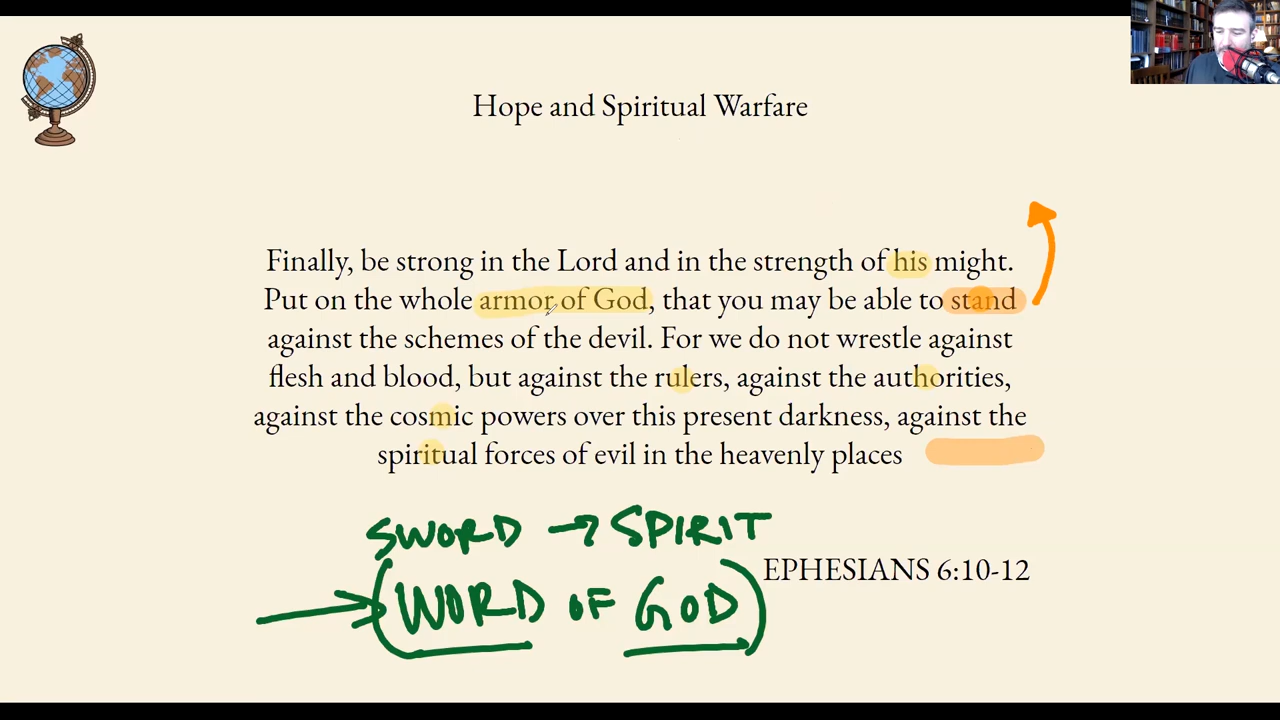 Hope and Spiritual Warfare
Finally, be strong in the Lord and in the strength of his might.
Put on the whole armor of God, that you may be able to stand
against the schemes of the devil. For we do not wrestle against
flesh and blood, but against the rulers, against the authorities,
against the cosmic powers over this present darkness, against the
spiritual forces of evil in the heavenly places
SWORD → SPIRIT
EPHESIANS 6:10-12
(WORD OF GOD)